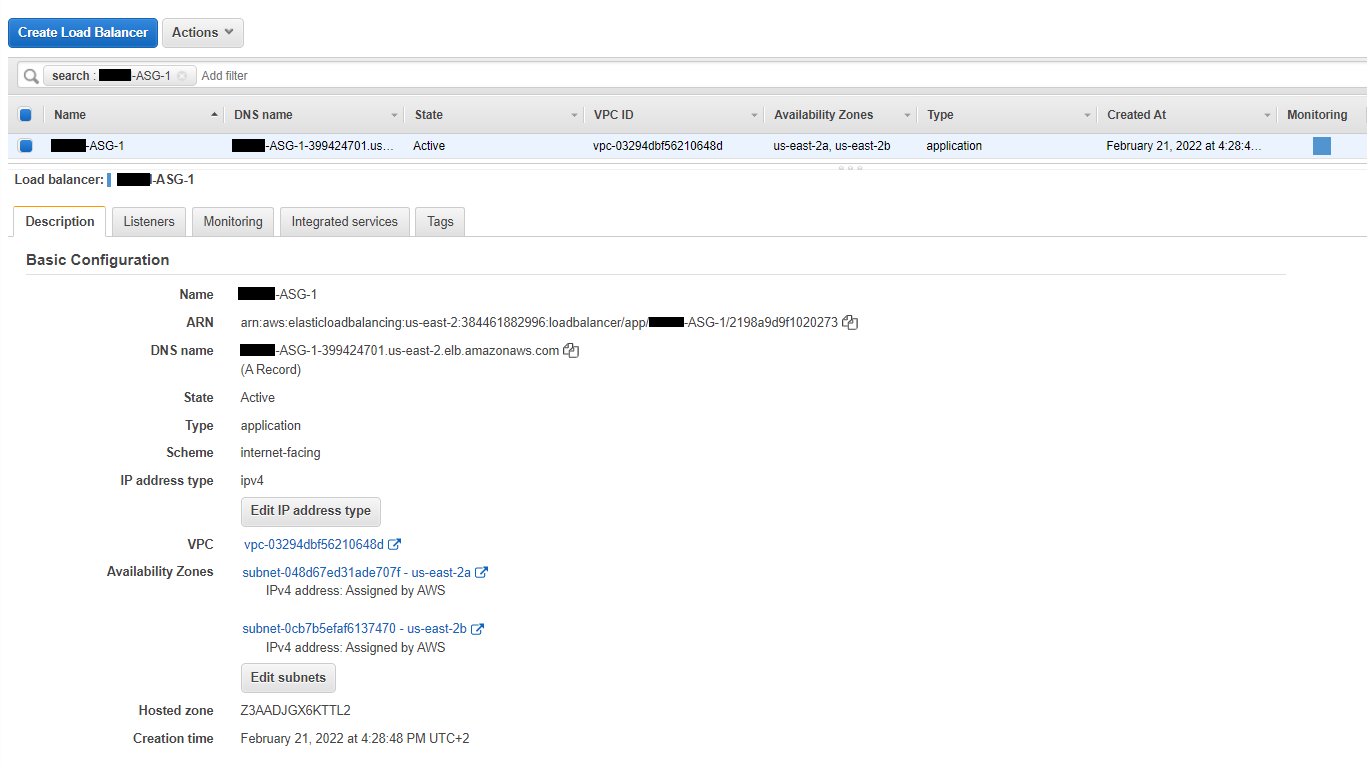 Create Load Balancer Actions
search : -ASG-1 Add filter
Name DNS name State VPC ID Availability Zones Type Created At Monitoring
-ASG-1 -ASG-1-399424701.us... Active vpc-03294dbf56210648d us-east-2a, us-east-2b application February 21, 2022 at 4:28:4...
Load balancer: -ASG-1
Description Listeners Monitoring Integrated services Tags
Basic Configuration
Name -ASG-1
ARN arn:aws:elasticloadbalancing:us-east-2:384461882996:loadbalancer/app/ -ASG-1/2198a9d9f1020273
DNS name -ASG-1-399424701.us-east-2.elb.amazonaws.com
(A Record)
State Active
Type application
Scheme internet-facing
IP address type ipv4
Edit IP address type
VPC vpc-03294dbf56210648d
Availability Zones subnet-048d67ed31ade707f - us-east-2a
IPv4 address: Assigned by AWS
subnet-0cb7b5efaf6137470 - us-east-2b
IPv4 address: Assigned by AWS
Edit subnets
Hosted zone Z3AADJGX6KTTL2
Creation time February 21, 2022 at 4:28:48 PM UTC+2